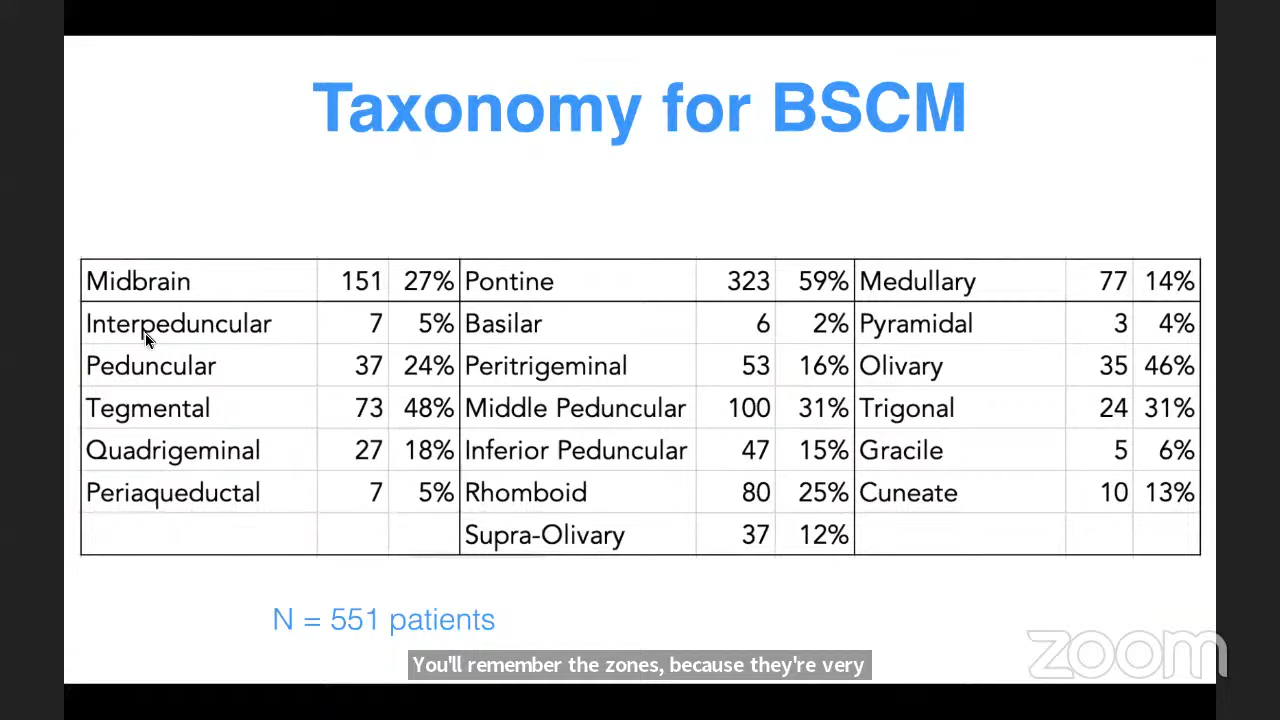 Taxonomy for BSCM
Midbrain 151 27% Pontine 323 59% Medullary 77 14%
Interpeduncular 7 5% Basilar 6 2% Pyramidal 3 4%
Peduncular 37 24% Peritrigeminal 53 16% Olivary 35 46%
Tegmental 73 48% Middle Peduncular 100 31% Trigonal 24 31%
Quadrigeminal 27 18% Inferior Peduncular 47 15% Gracile 5 6%
Periaqueductal 7 5% Rhomboid 80 25% Cuneate 10 13%
Supra-Olivary 37 12%
N = 551 patients
You'll remember the zones, because they're very
zoom